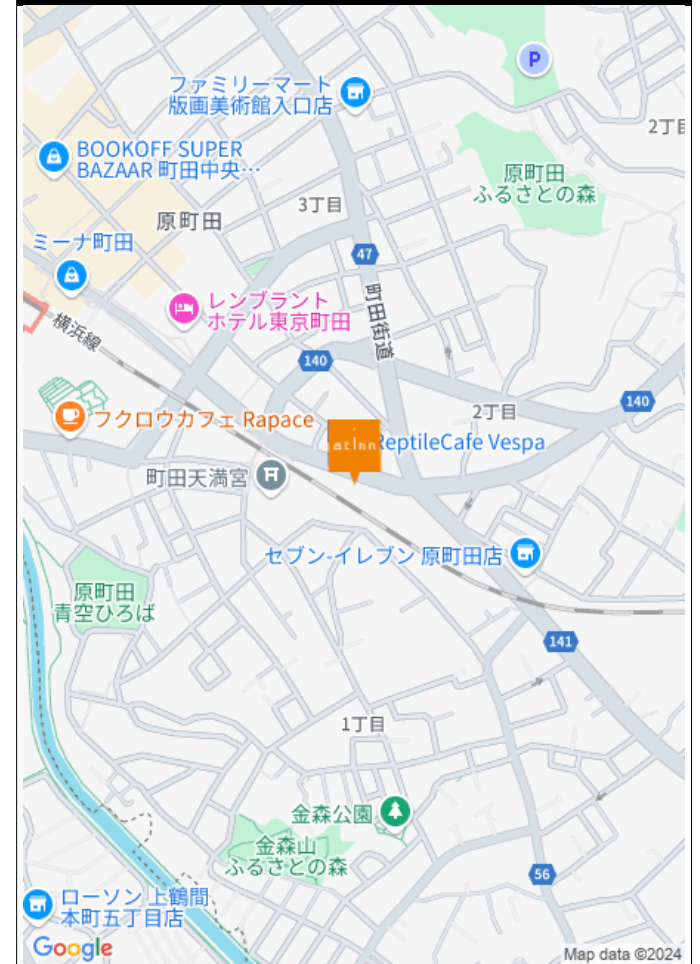 P
ファミリーマート
版画美術館入口店
2丁目
BOOKOFF SUPER
BAZAAR 町田中央…
原町田
ふるさとの森
3丁目
原町田
ミーナ町田
47
町田街道
レンブラント
ホテル東京町田
横浜線
140
140
2丁目
フクロウカフェ Rapace
atInn
ReptileCafe Vespa
町田天満宮
セブン-イレブン 原町田店
原町田
青空ひろば
141
1丁目
金森公園
金森山
ふるさとの森
56
ローソン 上鶴間
本町五丁目店
Google
Map data ©2024